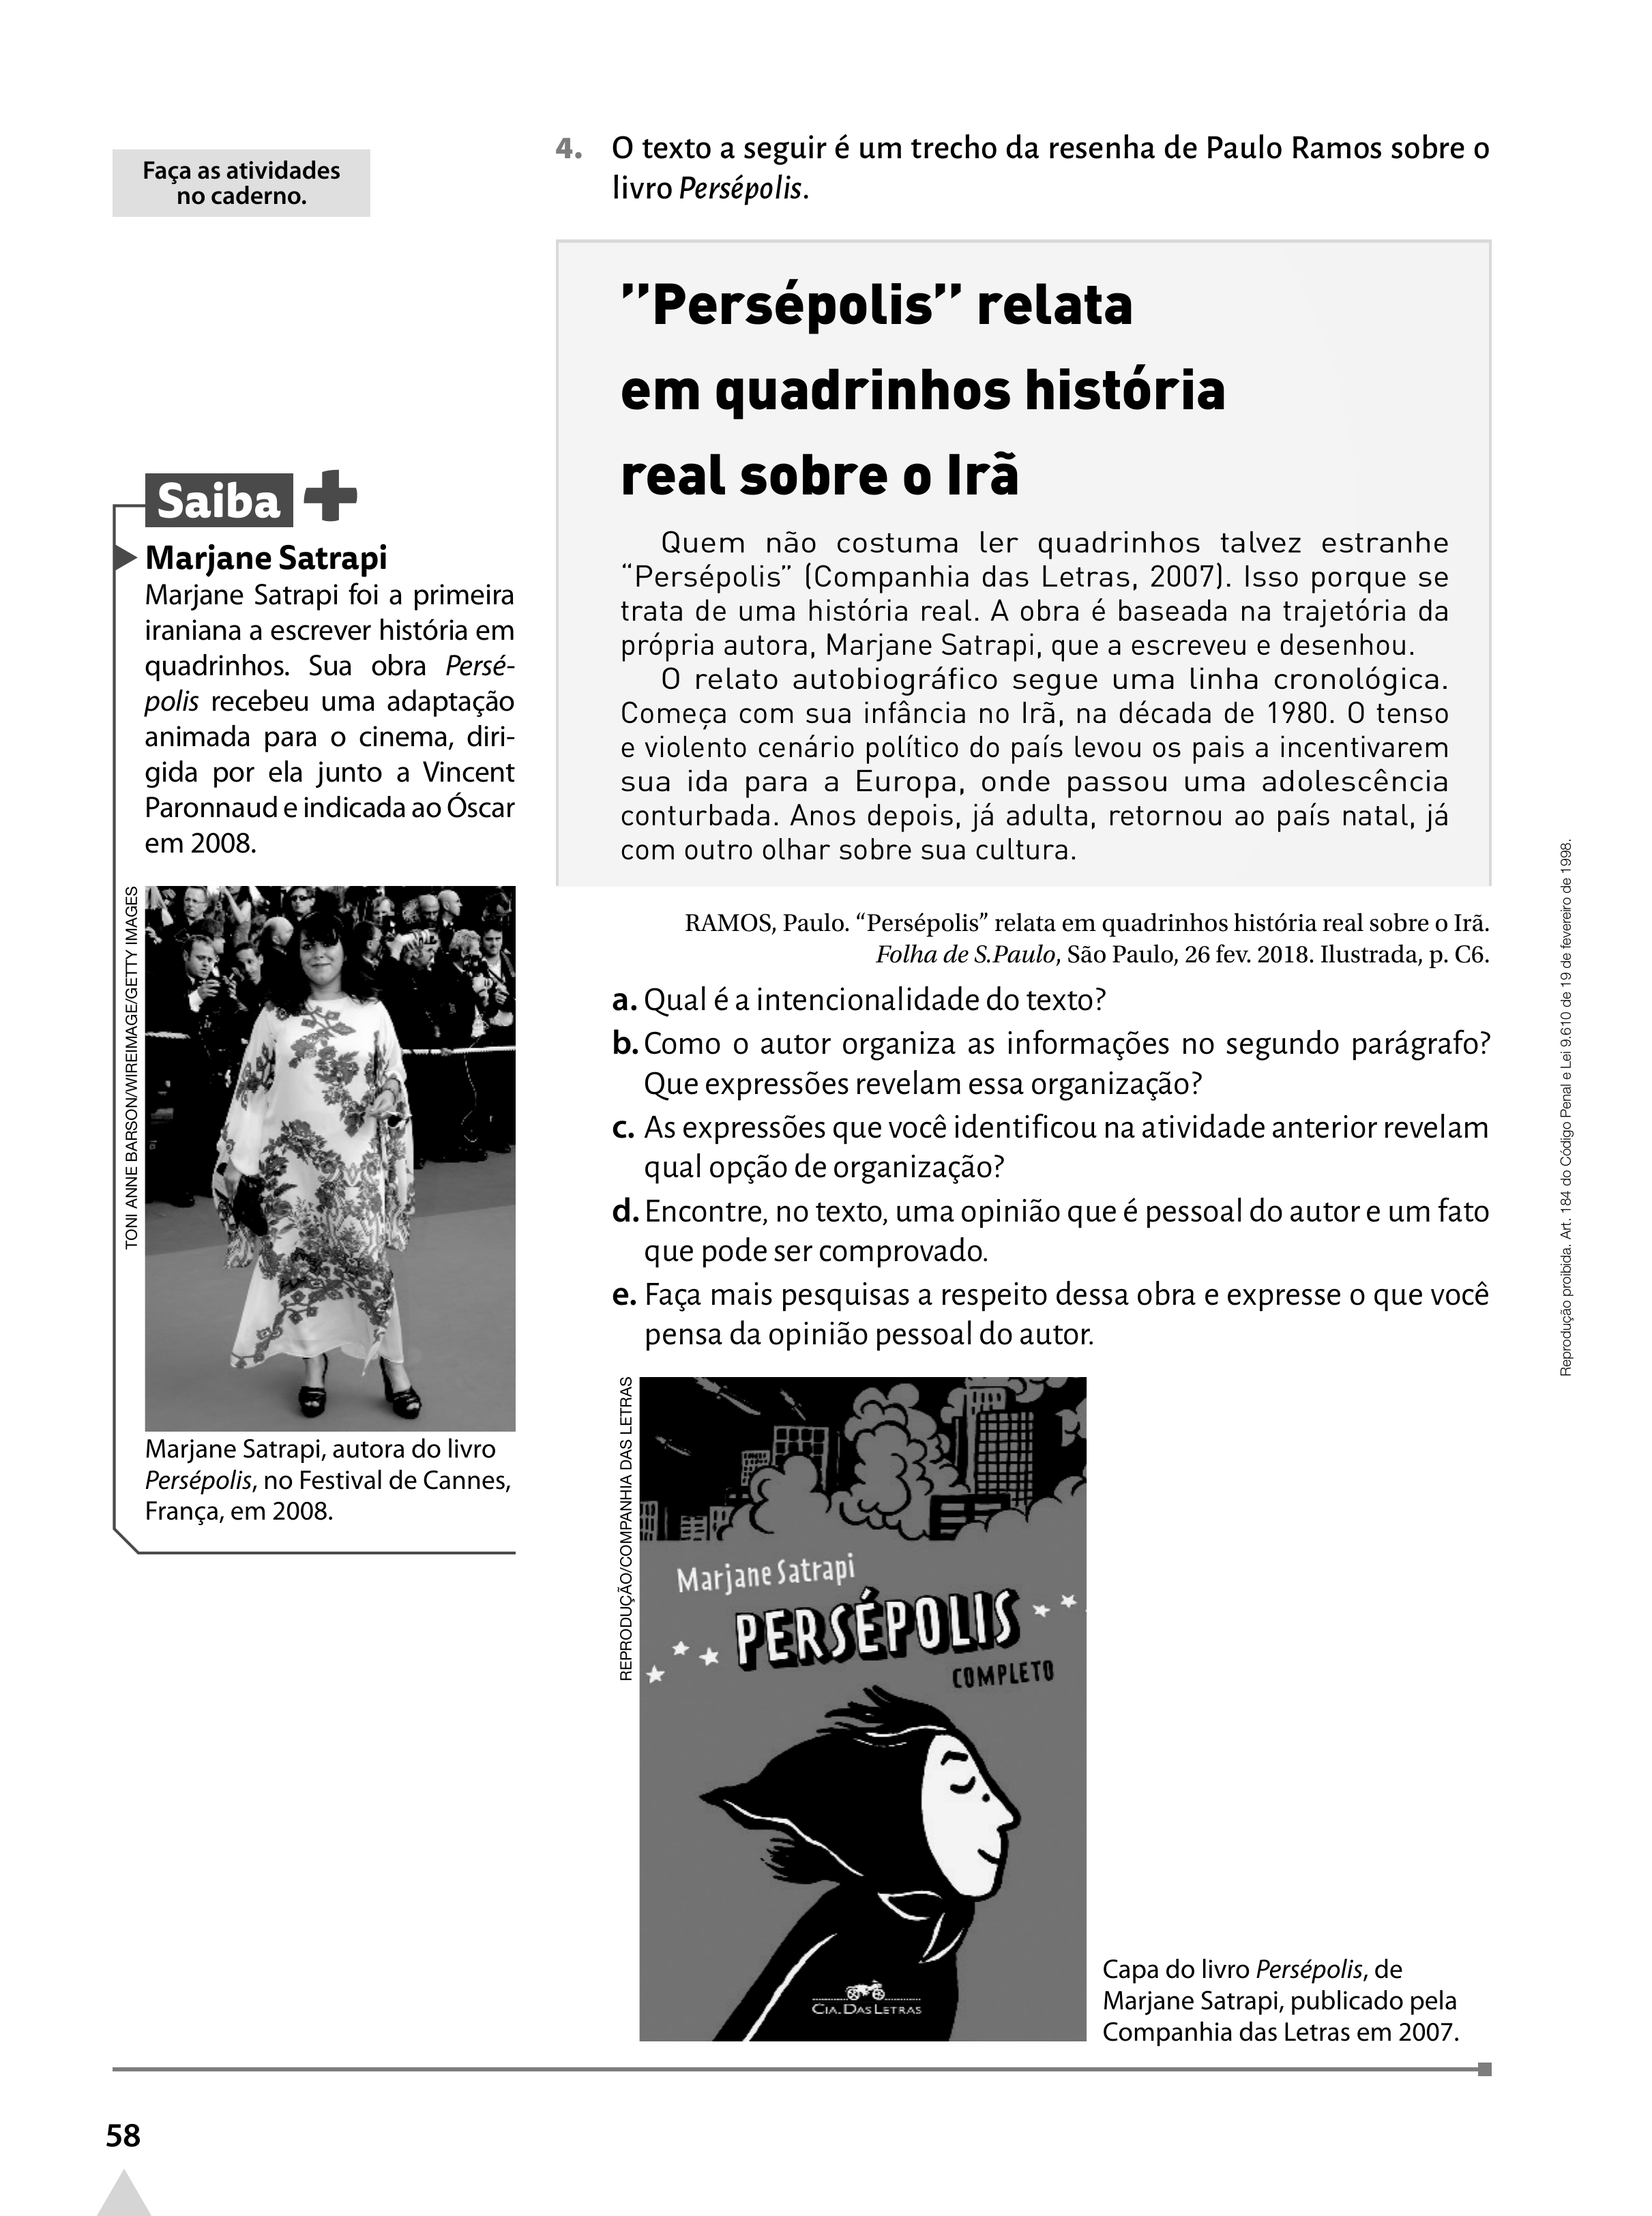 Faça as atividades
no caderno.
4. O texto a seguir é um trecho da resenha de Paulo Ramos sobre o
livro Persépolis.
”Persépolis” relata
em quadrinhos história
real sobre o Irã
Quem não costuma ler quadrinhos talvez estranhe
“Persépolis” (Companhia das Letras, 2007). Isso porque se
trata de uma história real. A obra é baseada na trajetória da
própria autora, Marjane Satrapi, que a escreveu e desenhou.
O relato autobiográfico segue uma linha cronológica.
Começa com sua infância no Irã, na década de 1980. O tenso
e violento cenário político do país levou os pais a incentivarem
sua ida para a Europa, onde passou uma adolescência
conturbada. Anos depois, já adulta, retornou ao país natal, já
com outro olhar sobre sua cultura.
RAMOS, Paulo. “Persépolis” relata em quadrinhos história real sobre o Irã.
Folha de S.Paulo, São Paulo, 26 fev. 2018. Ilustrada, p. C6.
a. Qual é a intencionalidade do texto?
b. Como o autor organiza as informações no segundo parágrafo?
Que expressões revelam essa organização?
c. As expressões que você identificou na atividade anterior revelam
qual opção de organização?
d. Encontre, no texto, uma opinião que é pessoal do autor e um fato
que pode ser comprovado.
e. Faça mais pesquisas a respeito dessa obra e expresse o que você
pensa da opinião pessoal do autor.
Saiba +
Marjane Satrapi
Marjane Satrapi foi a primeira
iraniana a escrever história em
quadrinhos. Sua obra Persé-
polis recebeu uma adaptação
animada para o cinema, diri-
gida por ela junto a Vincent
Paronnaud e indicada ao Óscar
em 2008.
TONI ANNE BARSON/WIREIMAGE/GETTY IMAGES
Marjane Satrapi, autora do livro
Persépolis, no Festival de Cannes,
França, em 2008.
REPRODUÇÃO/COMPANHIA DAS LETRAS
Marjane Satrapi
PERSÉPOLIS
COMPLETO
CIA. DAS LETRAS
Capa do livro Persépolis, de
Marjane Satrapi, publicado pela
Companhia das Letras em 2007.
Reprodução proibida. Art. 184 do Código Penal e Lei 9.610 de 19 de fevereiro de 1998.
58